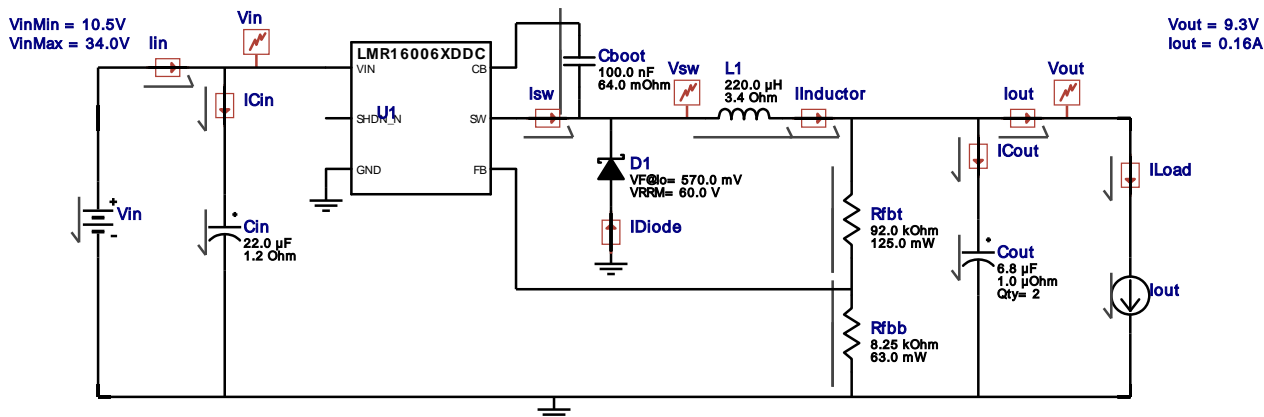 VinMin = 10.5V
VinMax = 34.0V
Iin
Vin
ICin
Vin
+
-
Cin
22.0 µF
1.2 Ohm
LMR16006XDDC
VIN
CB
U1
SHDN_N
SW
GND
FB
Cboot
100.0 nF
64.0 mOhm
Isw
Vsw
L1
220.0 µH
3.4 Ohm
IInductor
D1
VF@Io= 570.0 mV
VRRM= 60.0 V
IDiode
Rfbt
92.0 kOhm
125.0 mW
Rfbb
8.25 kOhm
63.0 mW
Vout = 9.3V
Iout = 0.16A
Iout
Vout
ICout
ILoad
Cout
6.8 µF
1.0 µOhm
Qty= 2
Iout